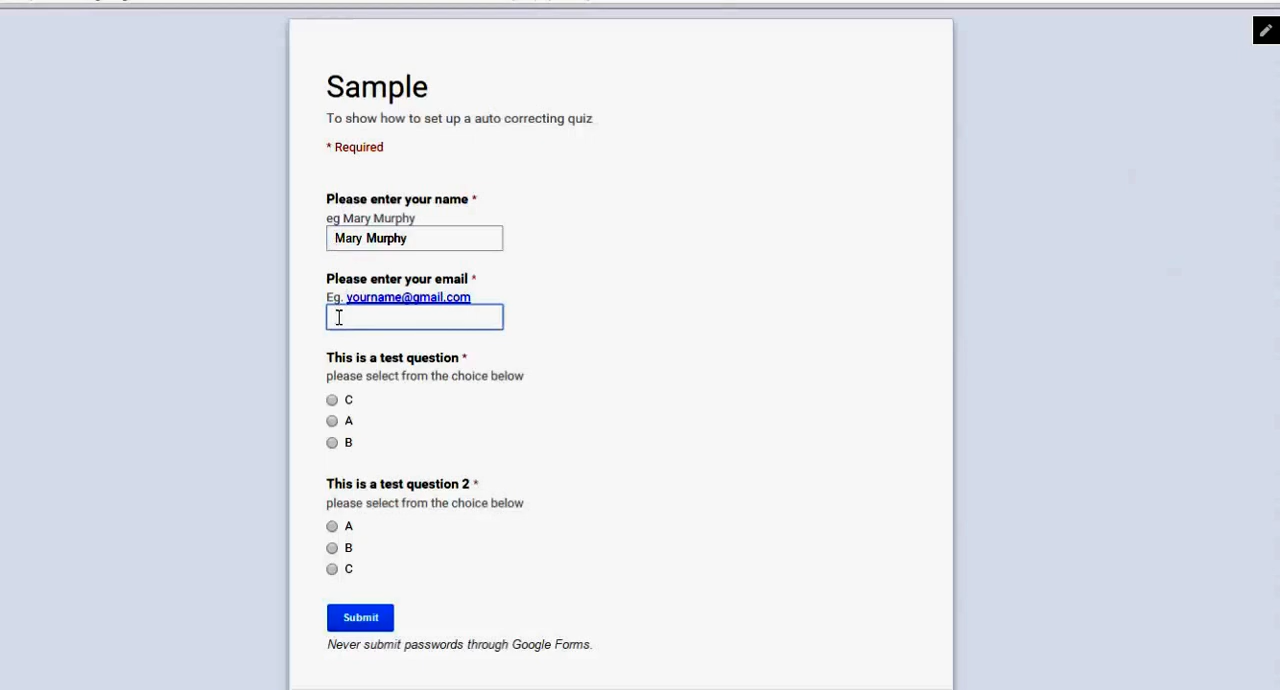 Sample
To show how to set up a auto correcting quiz
* Required
Please enter your name *
eg Mary Murphy
Mary Murphy
Please enter your email *
Eg. yourname@gmail.com
This is a test question *
please select from the choice below
C
A
B
This is a test question 2 *
please select from the choice below
A
B
C
Submit
Never submit passwords through Google Forms.